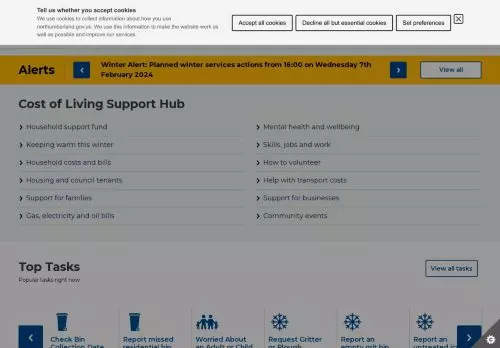 Tell us whether you accept cookies
We use cookies to collect information about how you use
northumberland.gov.uk. We use this information to make the website work as
well as possible and improve our services.
Accept all cookies
Decline all but essential cookies
Set preferences
Alerts
Winter Alert: Planned winter services actions from 16:00 on Wednesday 7th
February 2024
View all
Cost of Living Support Hub
Household support fund
Keeping warm this winter
Household costs and bills
Housing and council tenants
Support for families
Gas, electricity and oil bills
Mental health and wellbeing
Skills, jobs and work
How to volunteer
Help with transport costs
Support for businesses
Community events
Top Tasks
Popular tasks right now
View all tasks
Check Bin
Collection Date
Report missed
residential bin
Worried About
an Adult or Child
Request Gritter
or Plough
Report an
empty grit bin
Report an
untreated